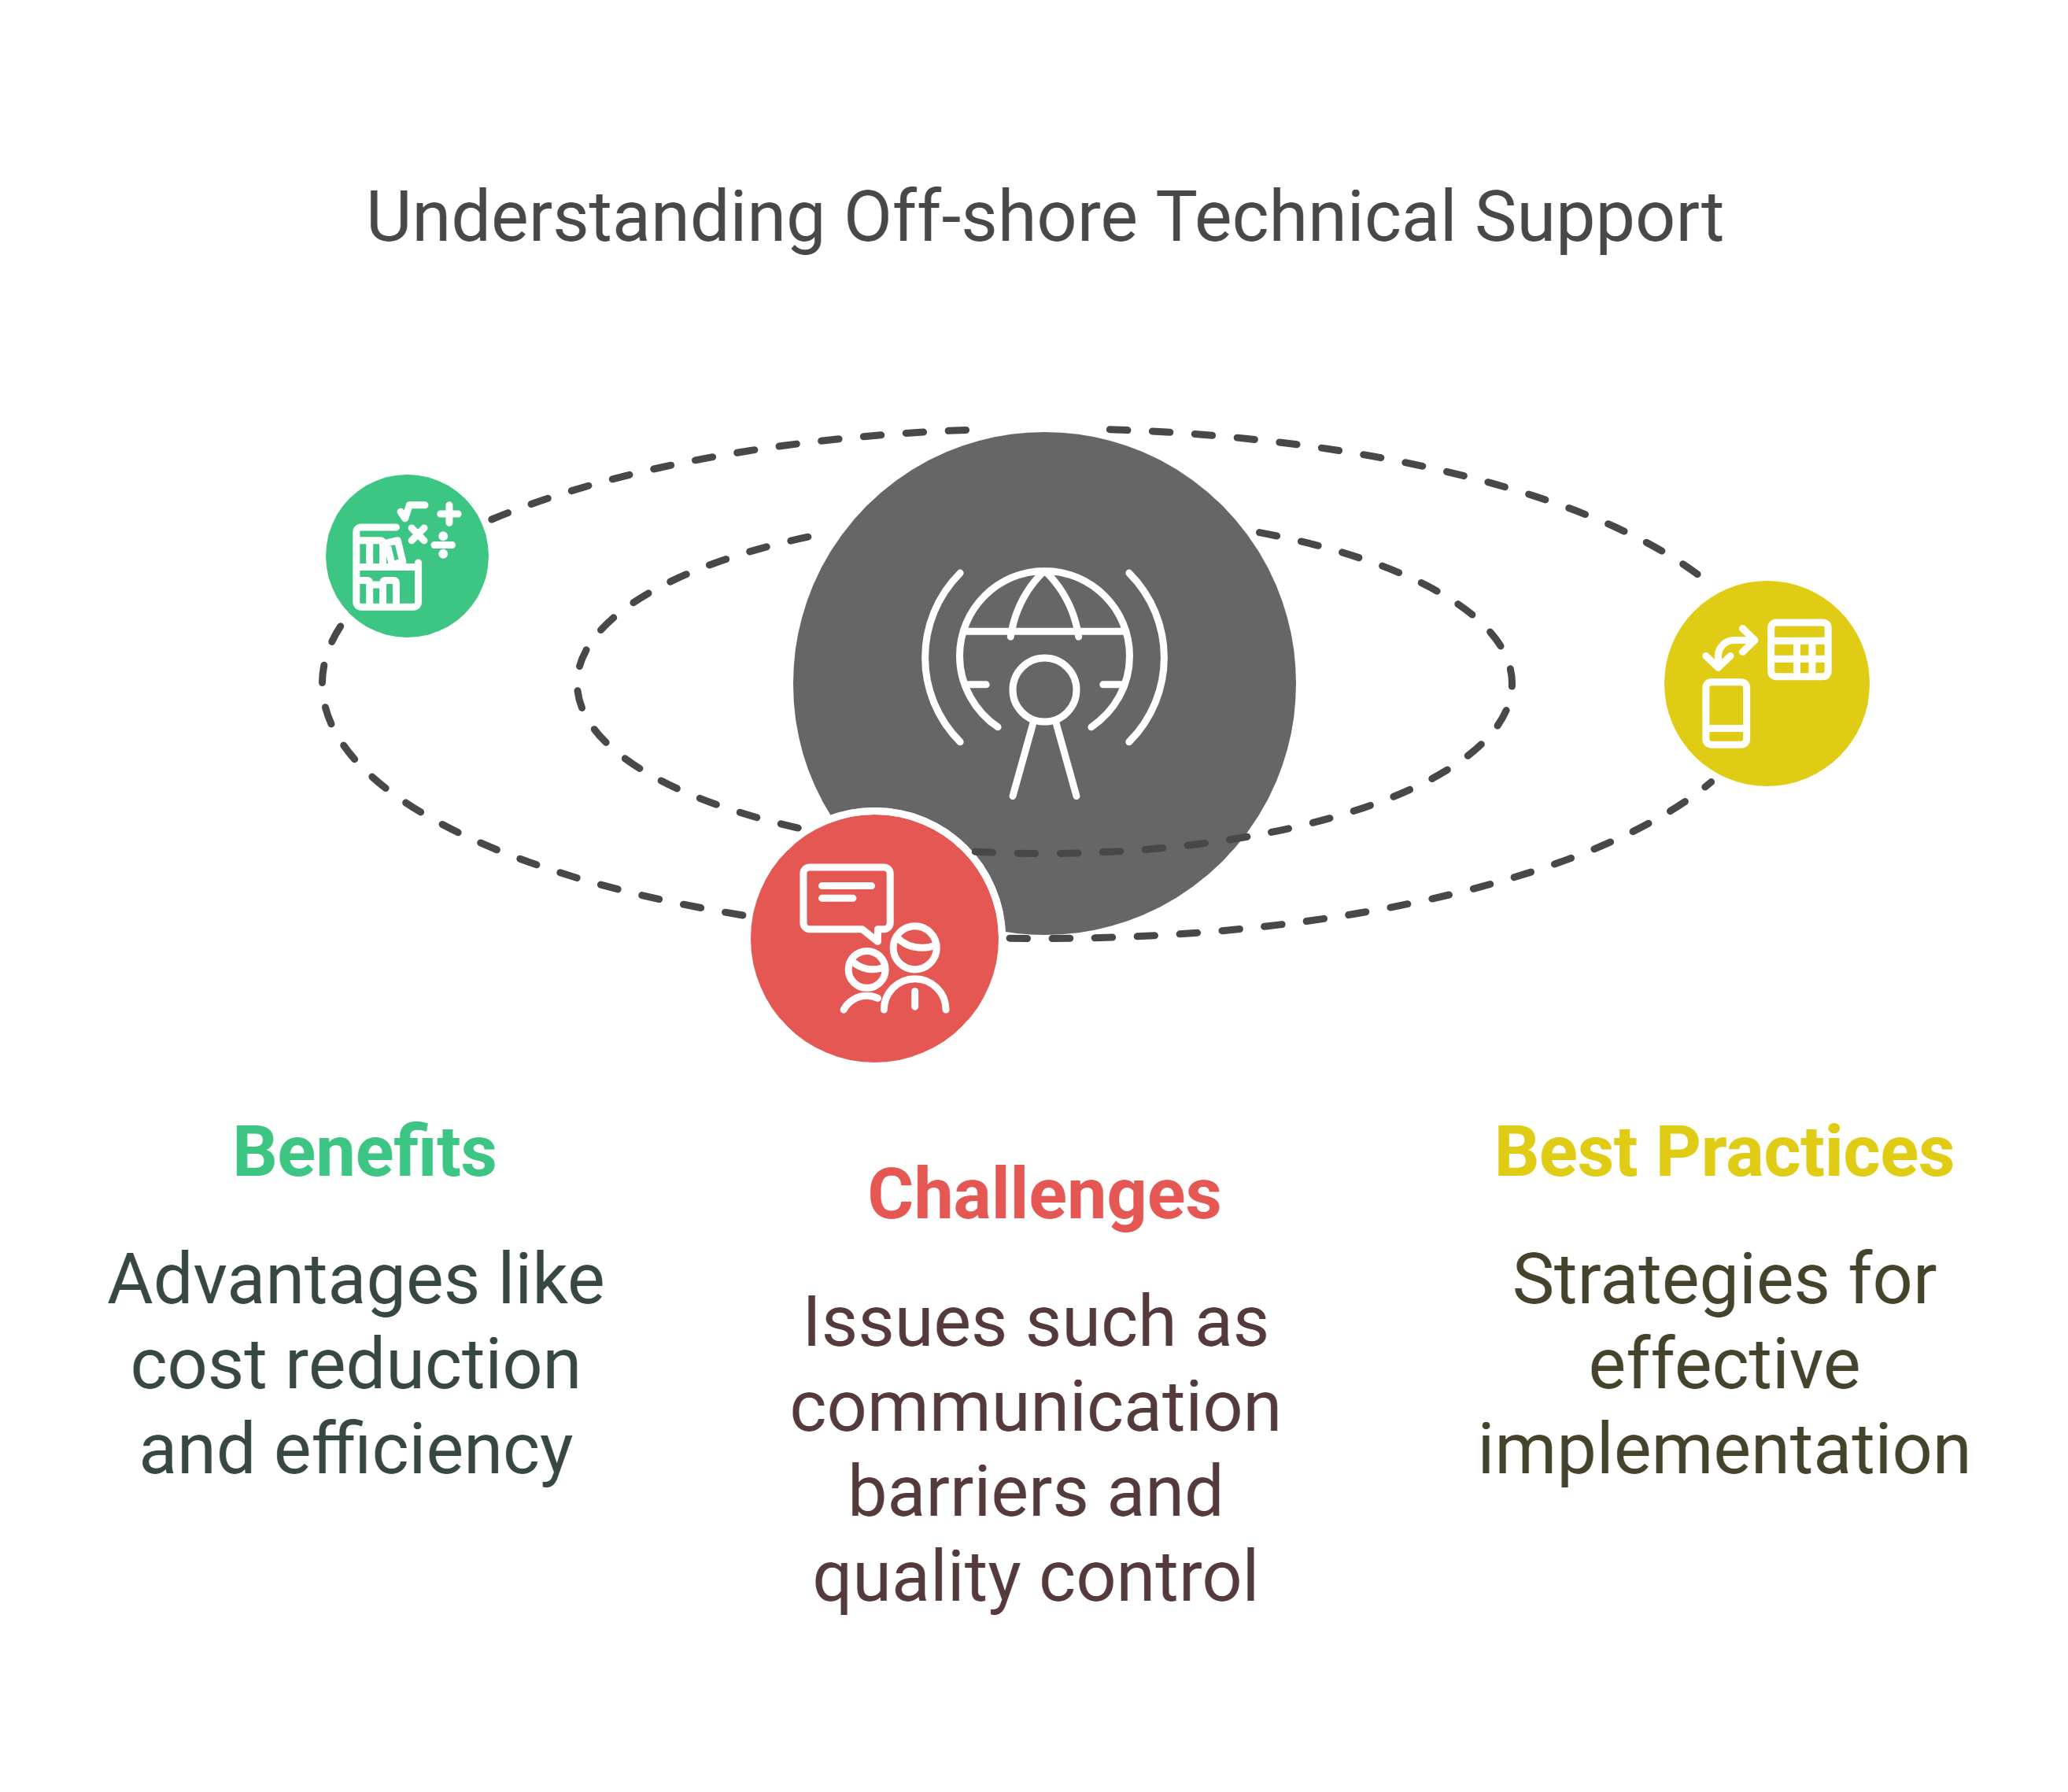 Understanding Off-shore Technical Support
Benefits
Advantages like
cost reduction
and efficiency
Challenges
Issues such as
communication
barriers and
quality control
Best Practices
Strategies for
effective
implementation